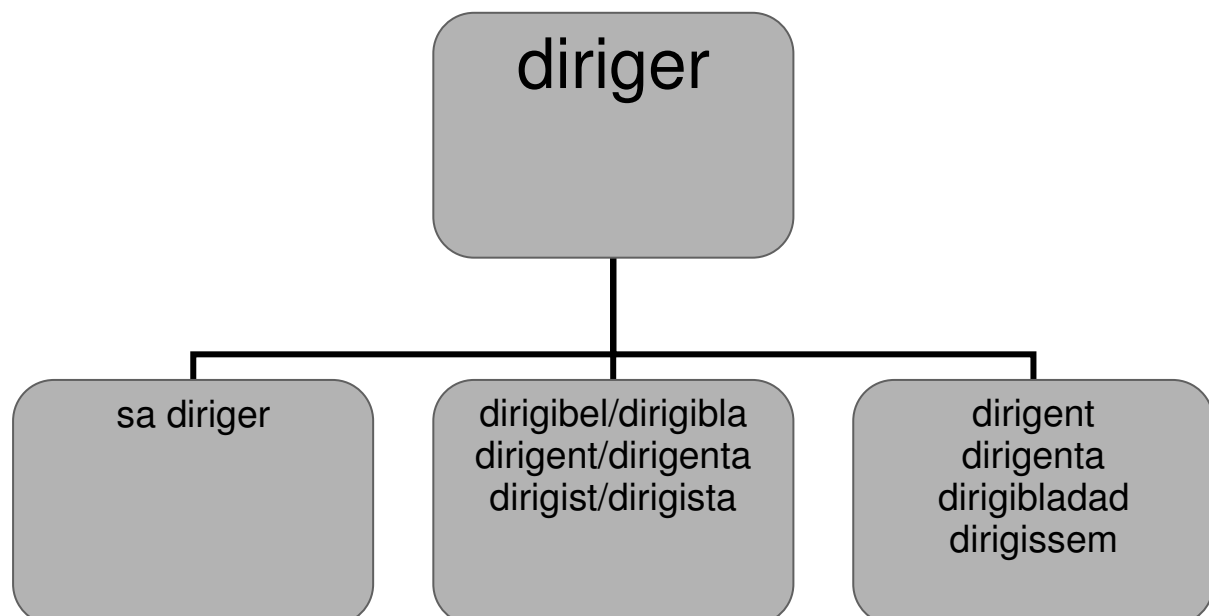 diriger
sa diriger
dirigibel/dirigibla
dirigent/dirigenta
dirigist/dirigista
dirigent
dirigenta
dirigibladad
dirigissem